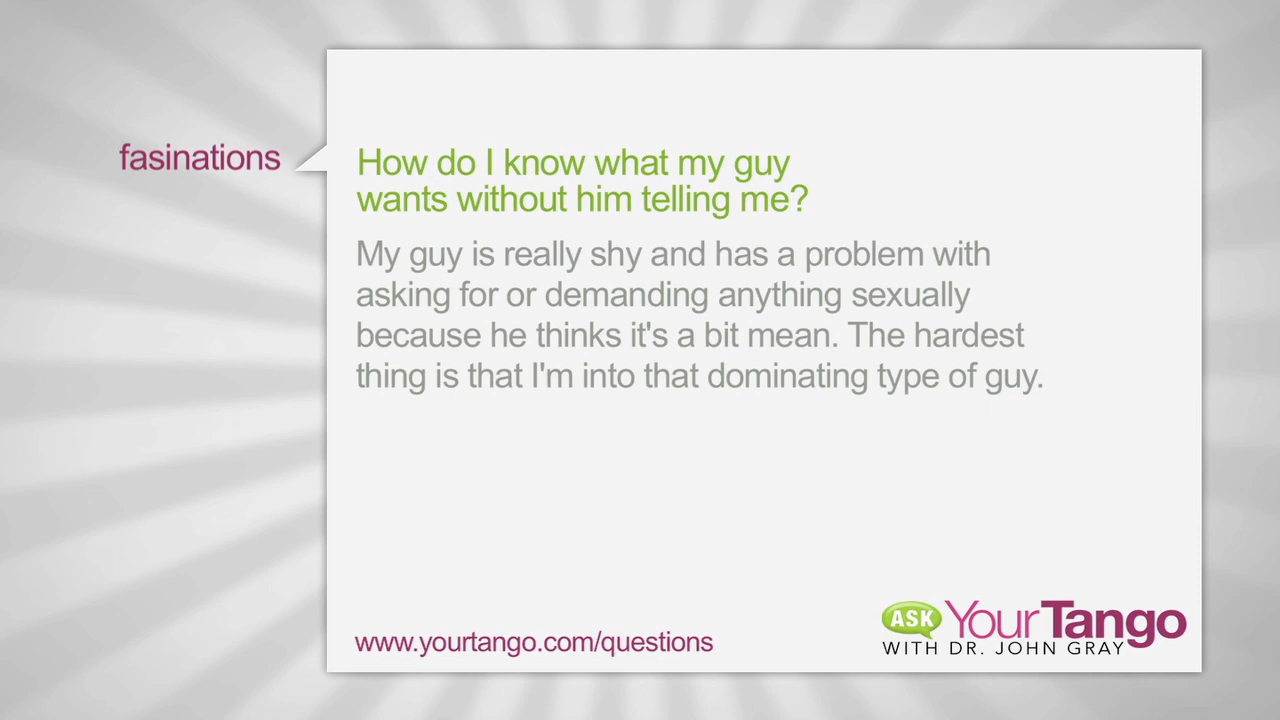 fasinations
How do I know what my guy
wants without him telling me?
My guy is really shy and has a problem with
asking for or demanding anything sexually
because he thinks it's a bit mean. The hardest
thing is that I'm into that dominating type of guy.
www.yourtango.com/questions
ASK YourTango
WITH DR. JOHN GRAY